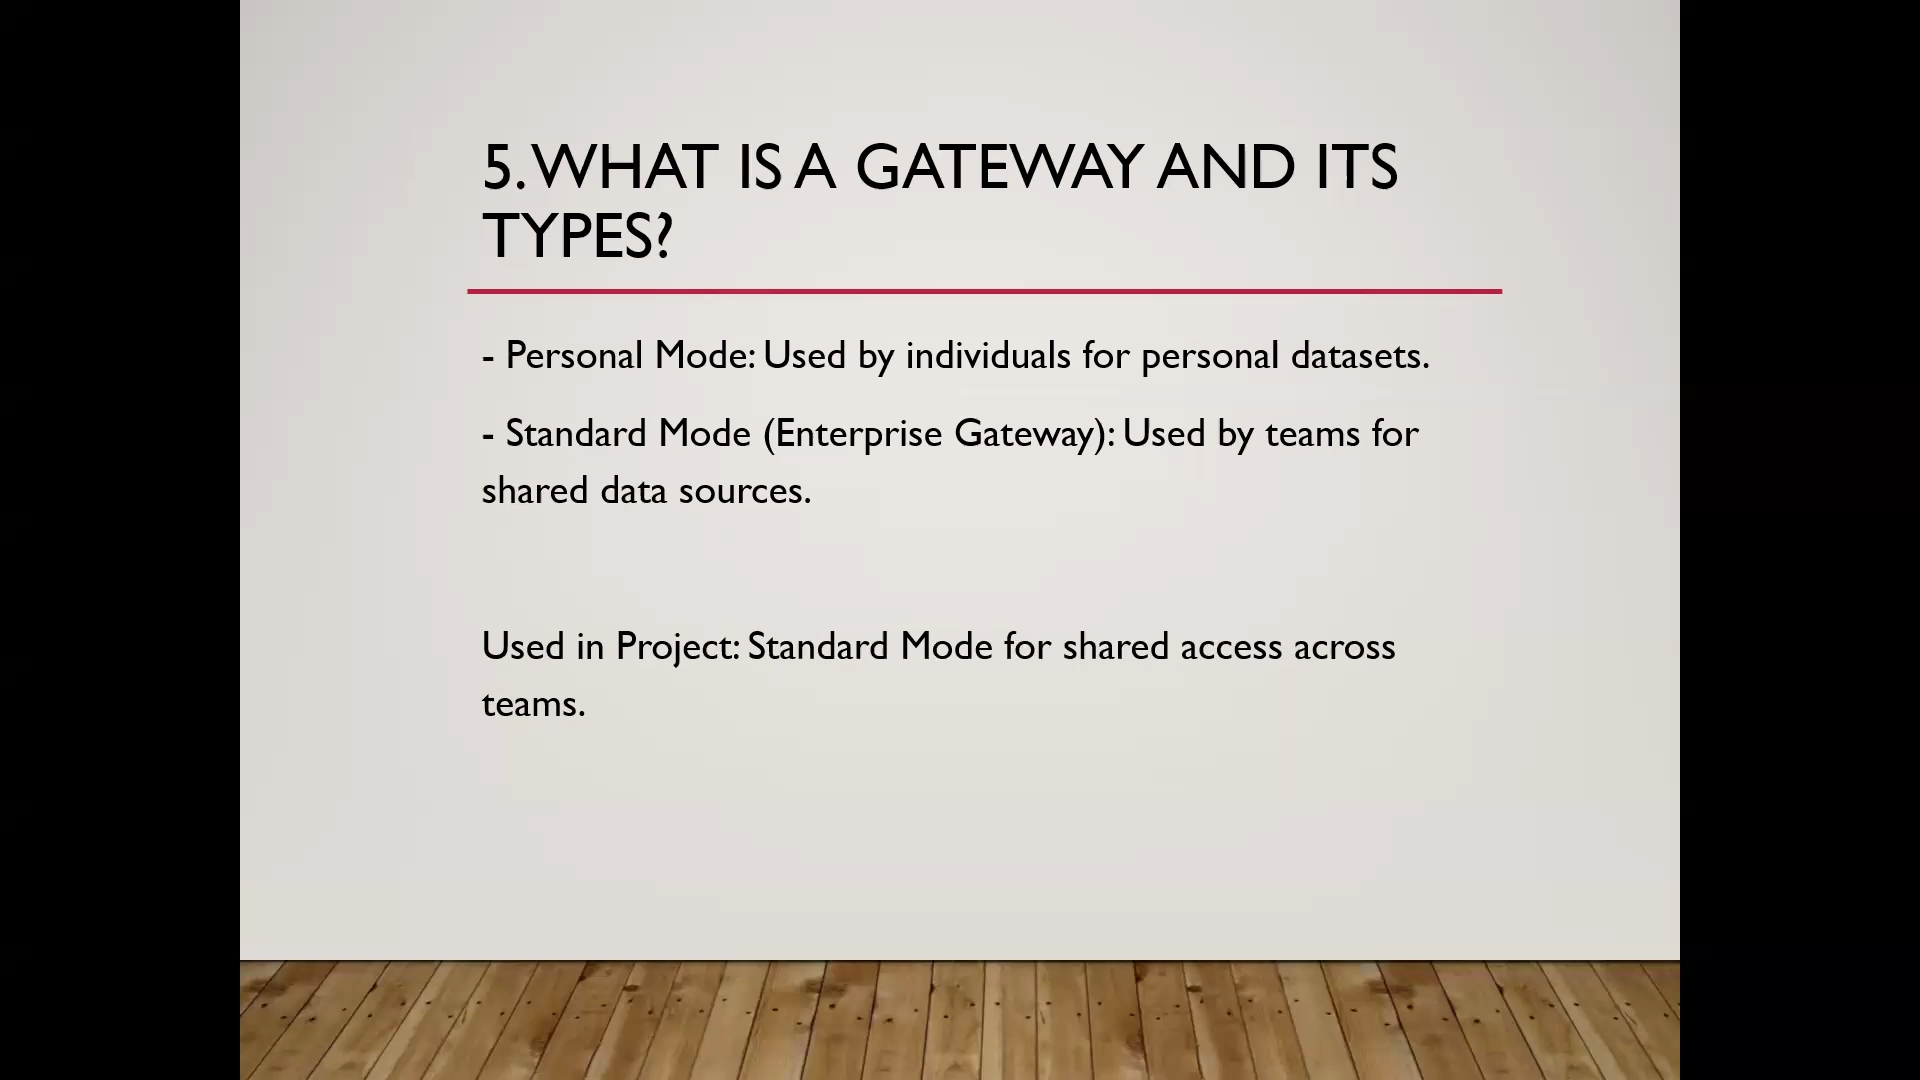 5. WHAT IS A GATEWAY AND ITS
TYPES?
- Personal Mode: Used by individuals for personal datasets.
- Standard Mode (Enterprise Gateway): Used by teams for
shared data sources.
Used in Project: Standard Mode for shared access across
teams.